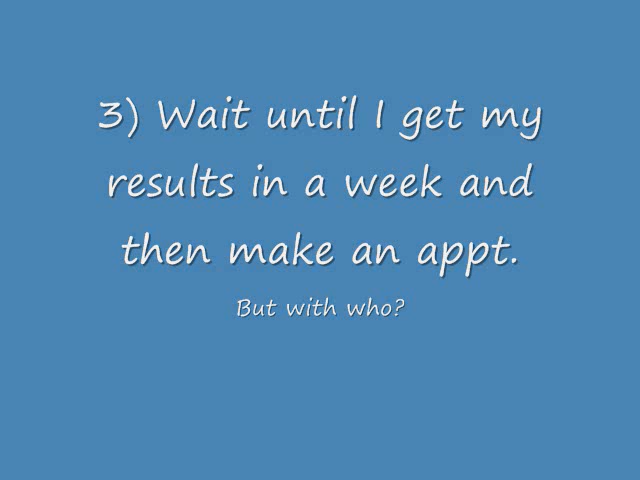 3) Wait until I get my
results in a week and
then make an appt.
But with who?